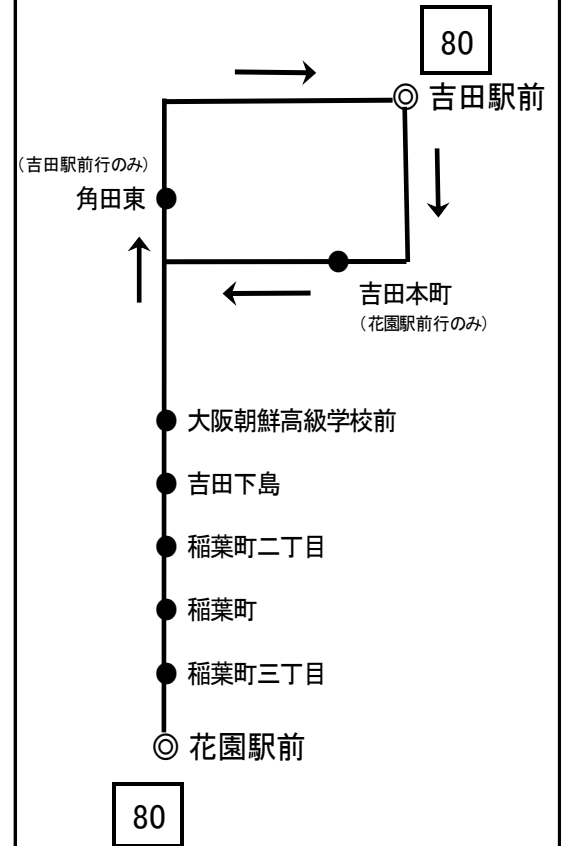 80
吉田駅前
（吉田駅前行のみ）
角田東
吉田本町
（花園駅前行のみ）
大阪朝鮮高級学校前
吉田下島
稲葉町二丁目
稲葉町
稲葉町三丁目
花園駅前
80